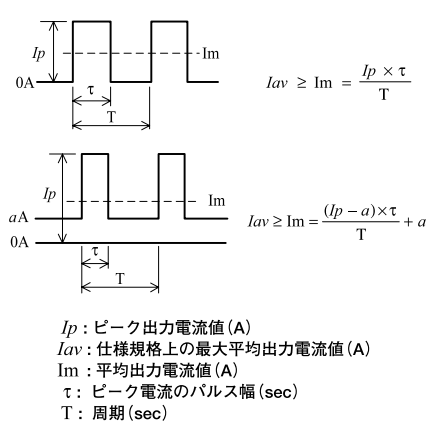 Ip
Im
0A
τ
T
Iav ≥ Im = Ip × τ / T
Ip
Im
aA
0A
τ
T
Iav ≥ Im = (Ip − a) × τ / T + a
Ip : ピーク出力電流値(A)
Iav : 仕様規格上の最大平均出力電流値(A)
Im : 平均出力電流値(A)
τ : ピーク電流のパルス幅(sec)
T : 周期(sec)